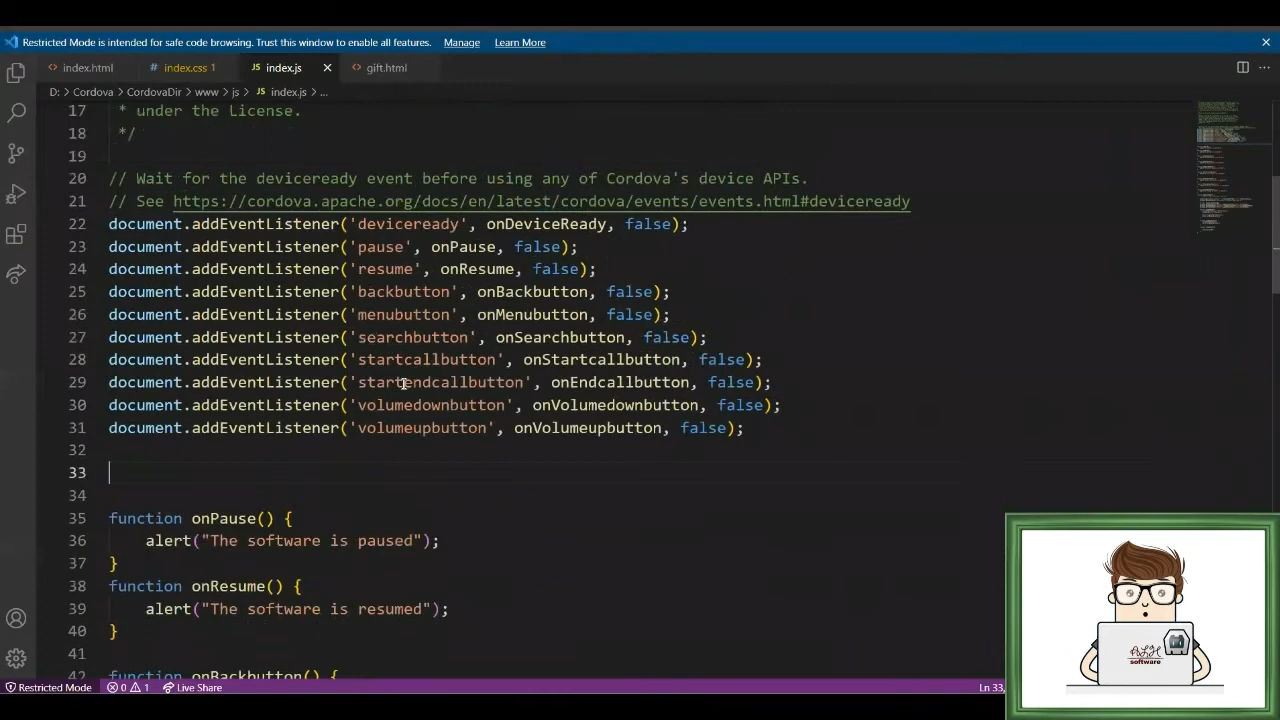 Restricted Mode is intended for safe code browsing. Trust this window to enable all features. Manage Learn More
index.html index.css 1 index.js gift.html
D: > Cordova > CordovaDir > www > js > index.js > ...
17 * under the License.
18 */
19
20 // Wait for the deviceready event before using any of Cordova's device APIs.
21 // See https://cordova.apache.org/docs/en/latest/cordova/events/events.html#deviceready
22 document.addEventListener('deviceready', onDeviceReady, false);
23 document.addEventListener('pause', onPause, false);
24 document.addEventListener('resume', onResume, false);
25 document.addEventListener('backbutton', onBackbutton, false);
26 document.addEventListener('menubutton', onMenubutton, false);
27 document.addEventListener('searchbutton', onSearchbutton, false);
28 document.addEventListener('startcallbutton', onStartcallbutton, false);
29 document.addEventListener('startendcallbutton', onEndcallbutton, false);
30 document.addEventListener('volumedownbutton', onVolumedownbutton, false);
31 document.addEventListener('volumeupbutton', onVolumeupbutton, false);
32
33
34
35 function onPause() {
36 alert("The software is paused");
37 }
38 function onResume() {
39 alert("The software is resumed");
40 }
41
42 function onBackbutton() {
Restricted Mode 0 1 Live Share Ln 33,
software